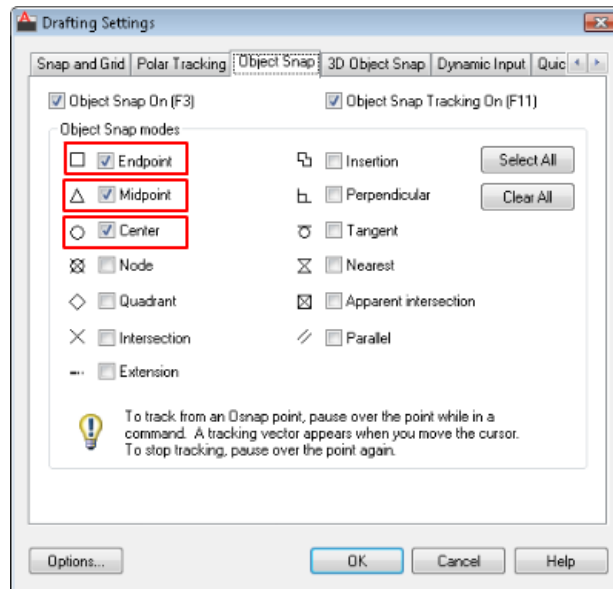 Drafting Settings
Snap and Grid Polar Tracking Object Snap 3D Object Snap Dynamic Input Quic
Object Snap On (F3) Object Snap Tracking On (F11)
Object Snap modes
Endpoint Insertion Select All
Midpoint Perpendicular Clear All
Center Tangent
Node Nearest
Quadrant Apparent intersection
Intersection Parallel
Extension
To track from an Osnap point, pause over the point while in a
command. A tracking vector appears when you move the cursor.
To stop tracking, pause over the point again.
Options... OK Cancel Help